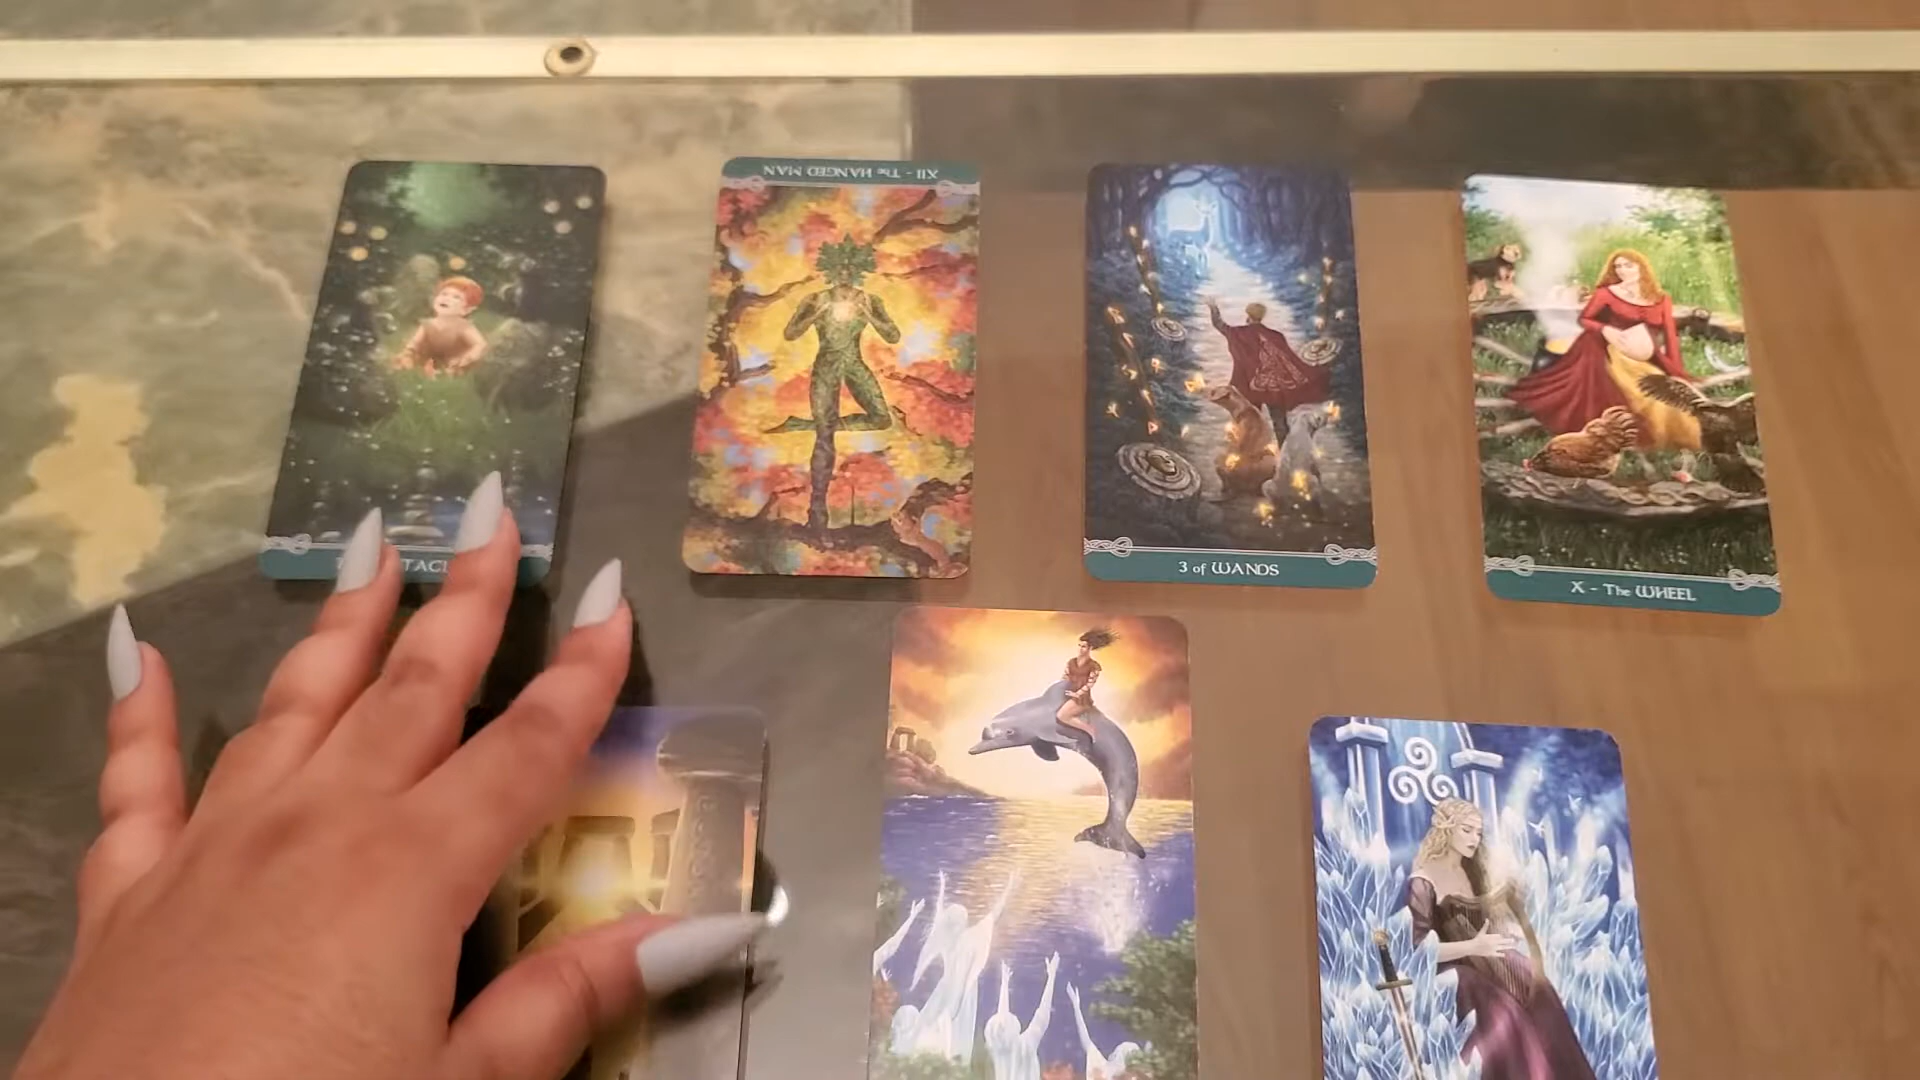 XII - The HANGED MAN
3 of WANDS
X - The WHEEL